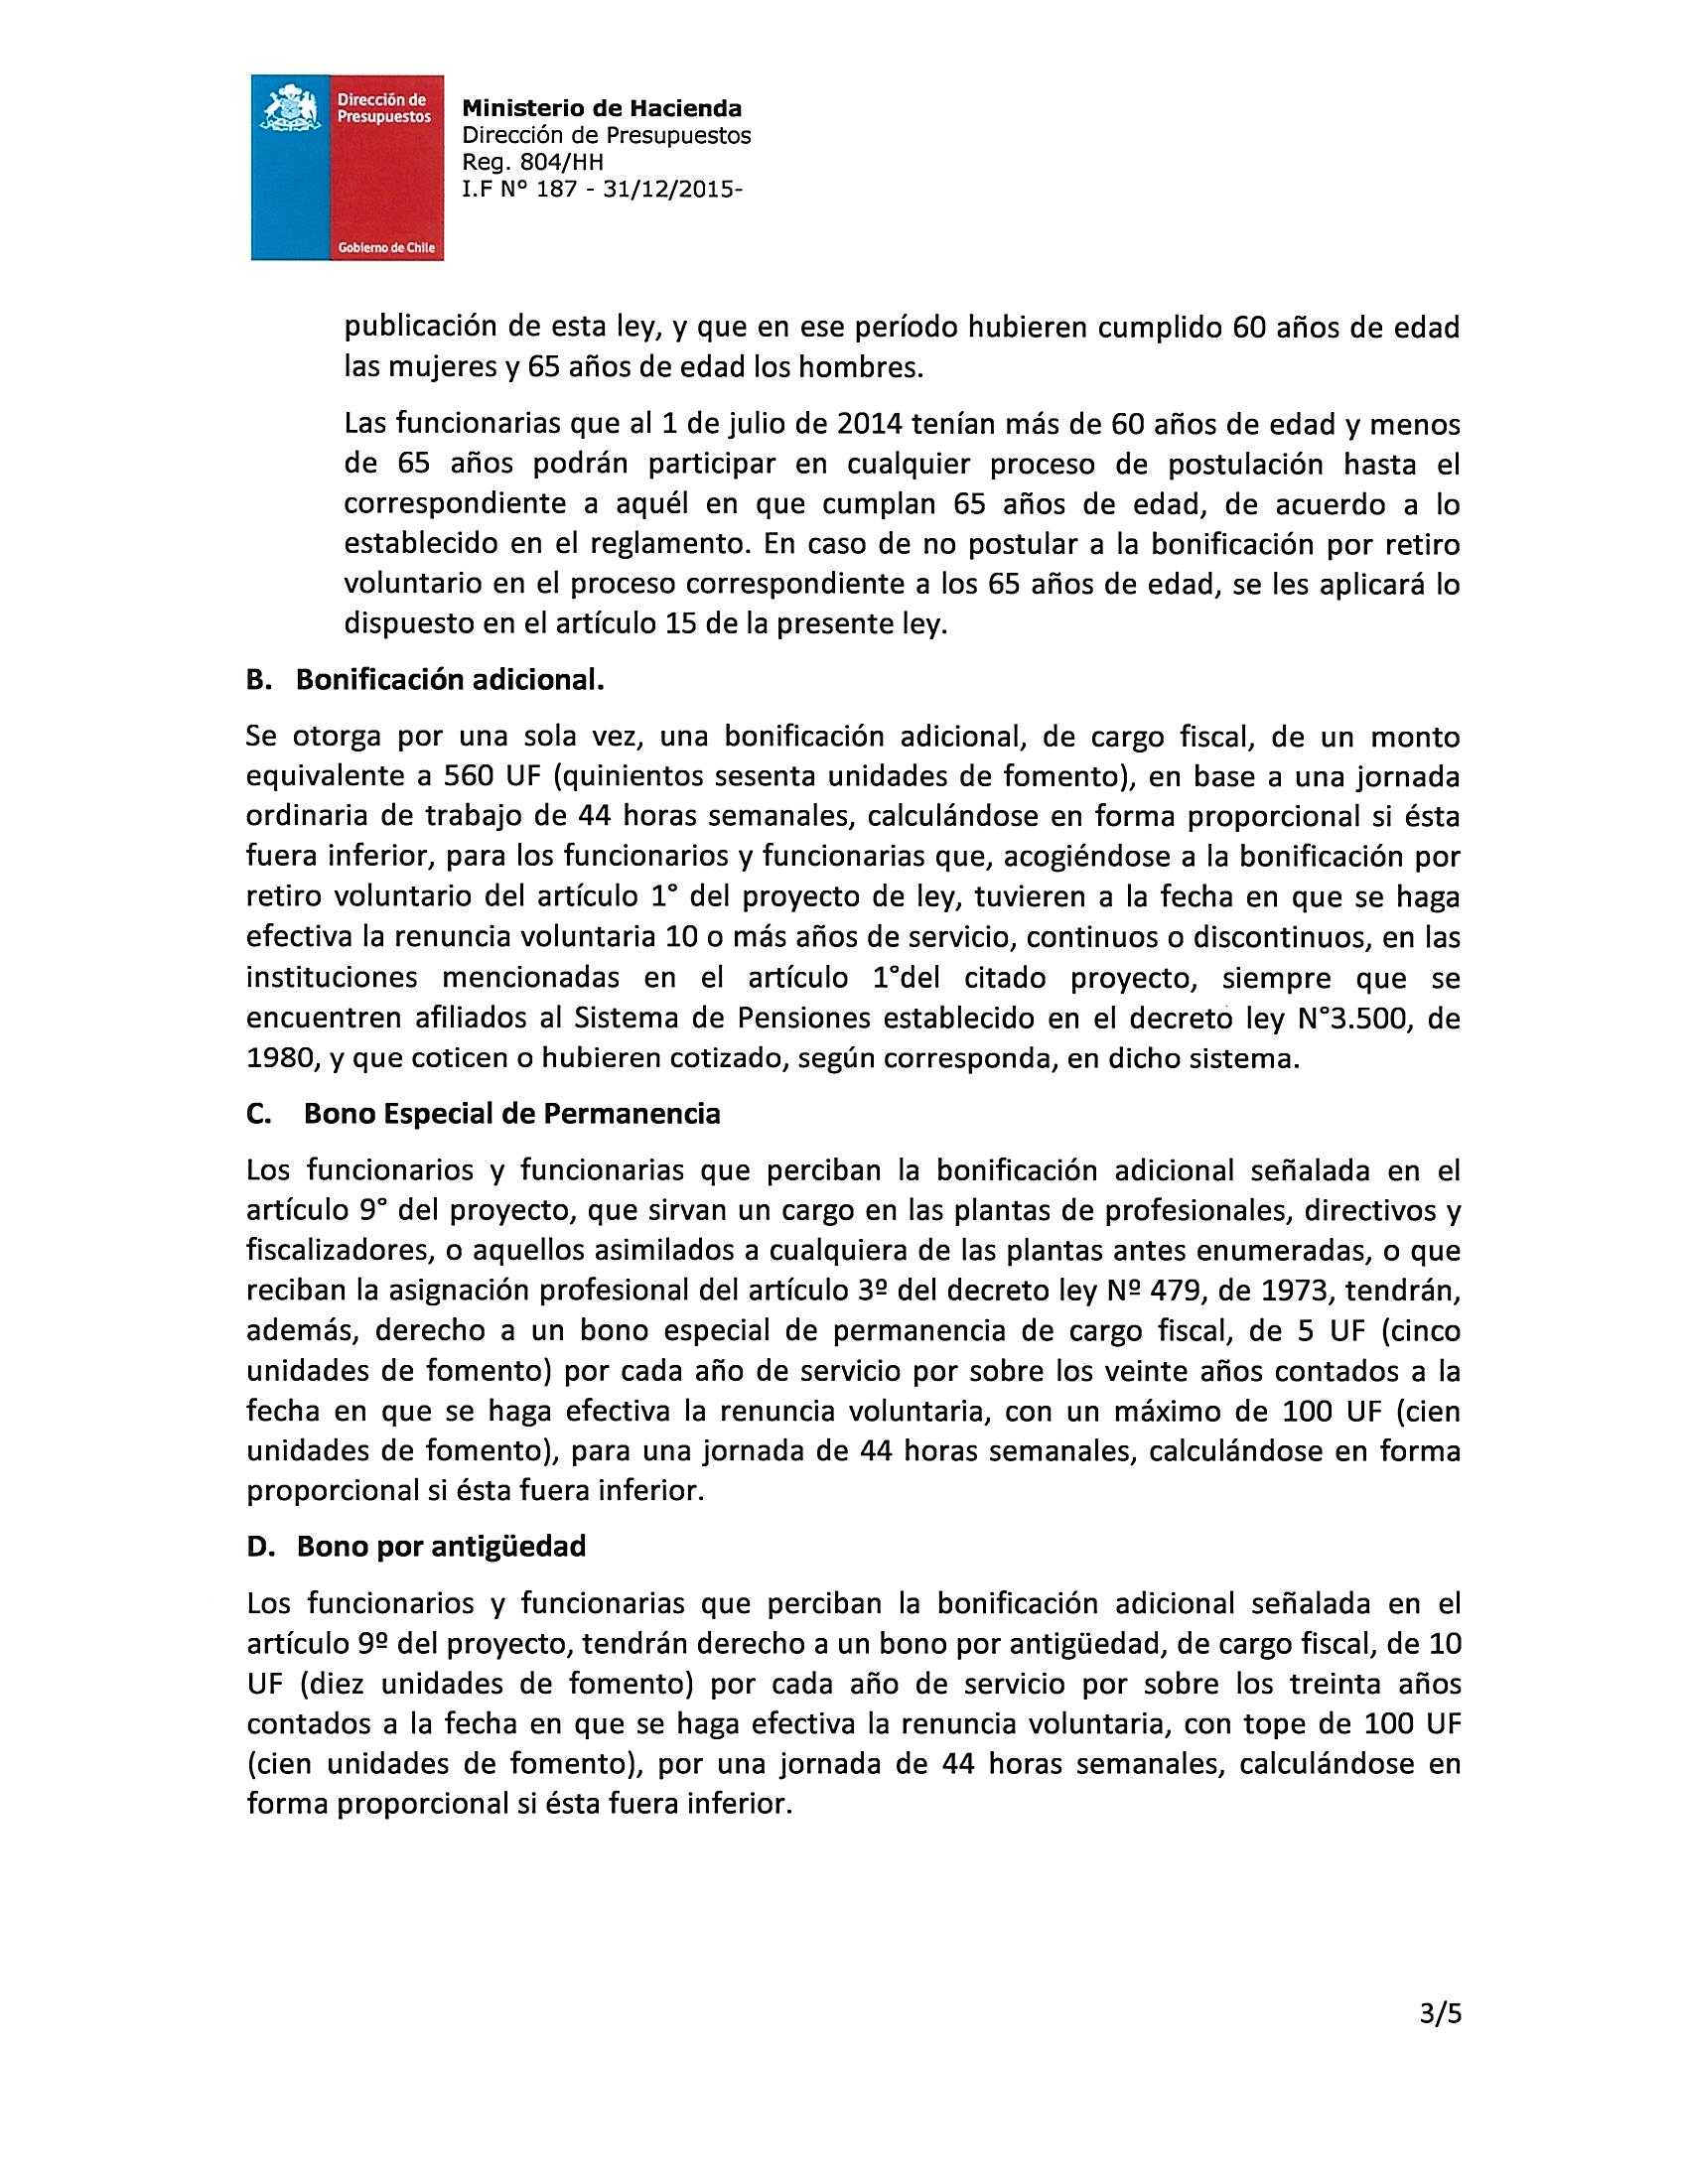 Dirección de
Presupuestos
Gobierno de Chile
Ministerio de Hacienda
Dirección de Presupuestos
Reg. 804/HH
I.F Nº 187 - 31/12/2015-
publicación de esta ley, y que en ese período hubieren cumplido 60 años de edad
las mujeres y 65 años de edad los hombres.
Las funcionarias que al 1 de julio de 2014 tenían más de 60 años de edad y menos
de 65 años podrán participar en cualquier proceso de postulación hasta el
correspondiente a aquél en que cumplan 65 años de edad, de acuerdo a lo
establecido en el reglamento. En caso de no postular a la bonificación por retiro
voluntario en el proceso correspondiente a los 65 años de edad, se les aplicará lo
dispuesto en el artículo 15 de la presente ley.
B. Bonificación adicional.
Se otorga por una sola vez, una bonificación adicional, de cargo fiscal, de un monto
equivalente a 560 UF (quinientos sesenta unidades de fomento), en base a una jornada
ordinaria de trabajo de 44 horas semanales, calculándose en forma proporcional si ésta
fuera inferior, para los funcionarios y funcionarias que, acogiéndose a la bonificación por
retiro voluntario del artículo 1° del proyecto de ley, tuvieren a la fecha en que se haga
efectiva la renuncia voluntaria 10 o más años de servicio, continuos o discontinuos, en las
instituciones mencionadas en el artículo 1°del citado proyecto, siempre que se
encuentren afiliados al Sistema de Pensiones establecido en el decreto ley N°3.500, de
1980, y que coticen o hubieren cotizado, según corresponda, en dicho sistema.
C. Bono Especial de Permanencia
Los funcionarios y funcionarias que perciban la bonificación adicional señalada en el
artículo 9° del proyecto, que sirvan un cargo en las plantas de profesionales, directivos y
fiscalizadores, o aquellos asimilados a cualquiera de las plantas antes enumeradas, o que
reciban la asignación profesional del artículo 3º del decreto ley Nº 479, de 1973, tendrán,
además, derecho a un bono especial de permanencia de cargo fiscal, de 5 UF (cinco
unidades de fomento) por cada año de servicio por sobre los veinte años contados a la
fecha en que se haga efectiva la renuncia voluntaria, con un máximo de 100 UF (cien
unidades de fomento), para una jornada de 44 horas semanales, calculándose en forma
proporcional si ésta fuera inferior.
D. Bono por antigüedad
Los funcionarios y funcionarias que perciban la bonificación adicional señalada en el
artículo 9º del proyecto, tendrán derecho a un bono por antigüedad, de cargo fiscal, de 10
UF (diez unidades de fomento) por cada año de servicio por sobre los treinta años
contados a la fecha en que se haga efectiva la renuncia voluntaria, con tope de 100 UF
(cien unidades de fomento), por una jornada de 44 horas semanales, calculándose en
forma proporcional si ésta fuera inferior.
3/5